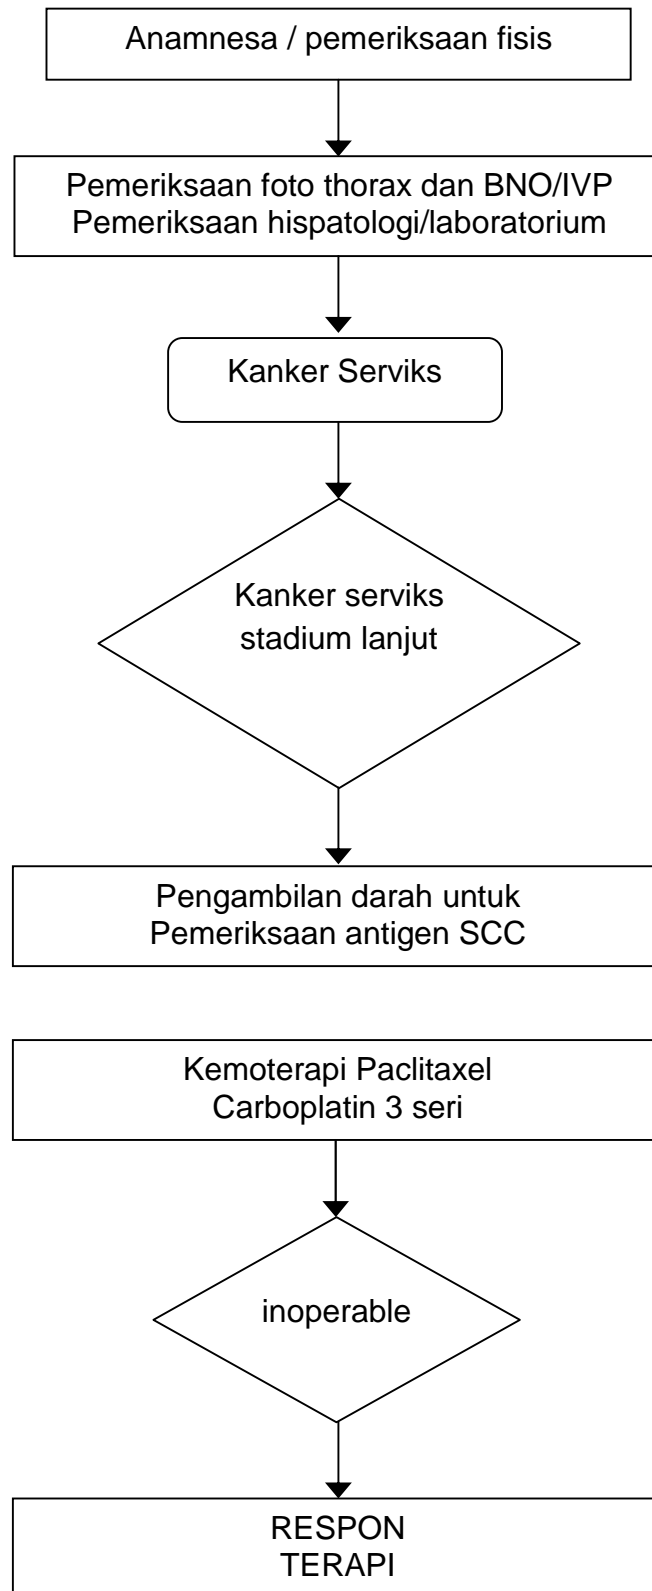 Anamnesa / pemeriksaan fisis
Pemeriksaan foto thorax dan BNO/IVP
Pemeriksaan hispatologi/laboratorium
Kanker Serviks
Kanker serviks
stadium lanjut
Pengambilan darah untuk
Pemeriksaan antigen SCC
Kemoterapi Paclitaxel
Carboplatin 3 seri
inoperable
RESPON
TERAPI